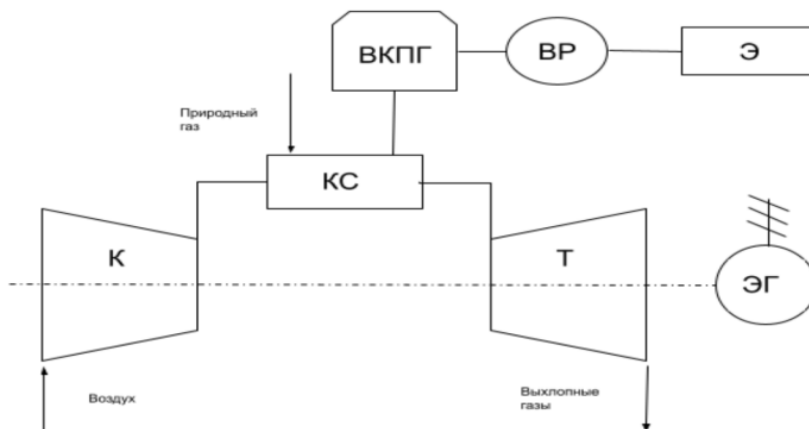 ВКПГ
ВР
Э
Природный
газ
КС
К
Т
ЭГ
Воздух
Выхлопные
газы